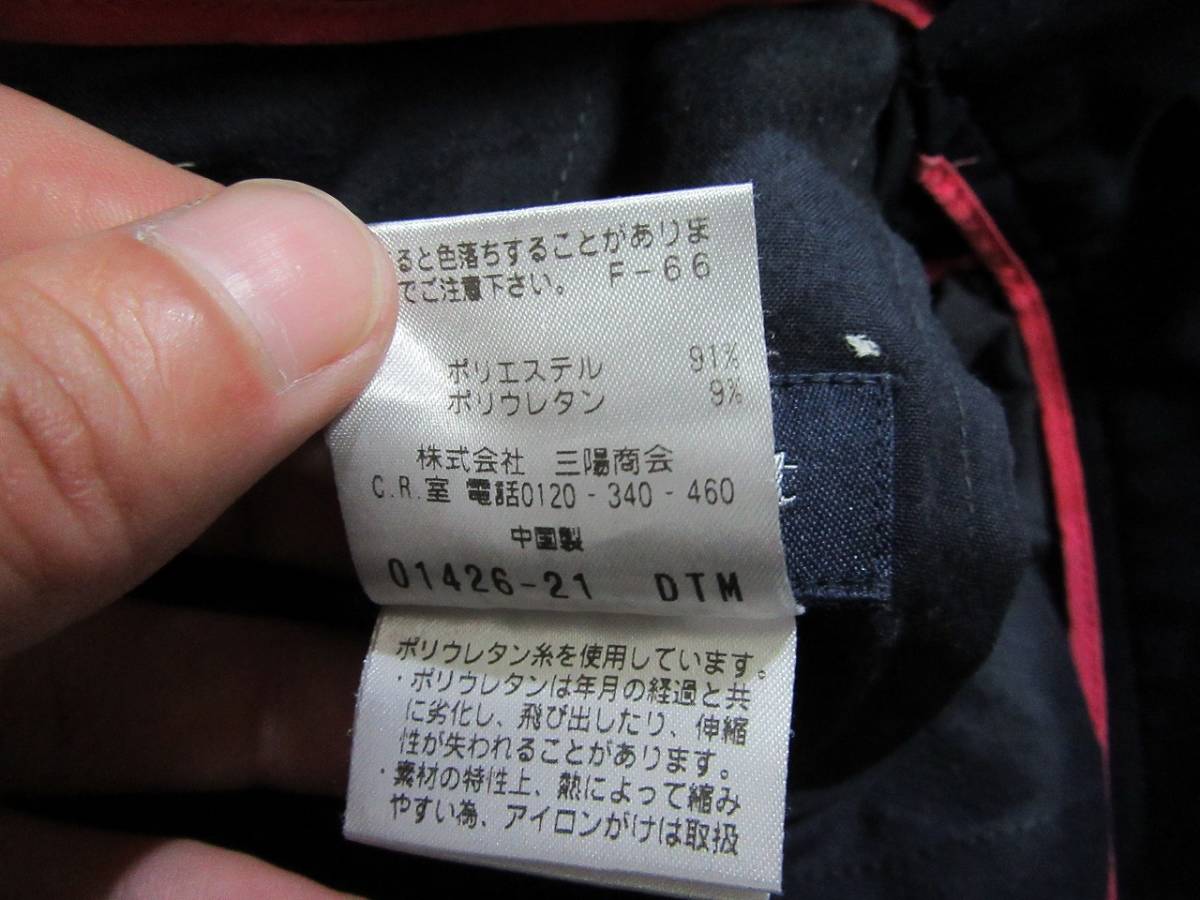 ると色落ちすることがありま
でご注意下さい。 F-66
ポリエステル 91%
ポリウレタン 9%
株式会社 三陽商会
C.R.室 電話0120-340-460
中国製
01426-21 DTM
ポリウレタン糸を使用しています。
・ポリウレタンは年月の経過と共
に劣化し、飛び出したり、伸縮
性が失われることがあります。
・素材の特性上、熱によって縮み
やすい為、アイロンがけは取扱